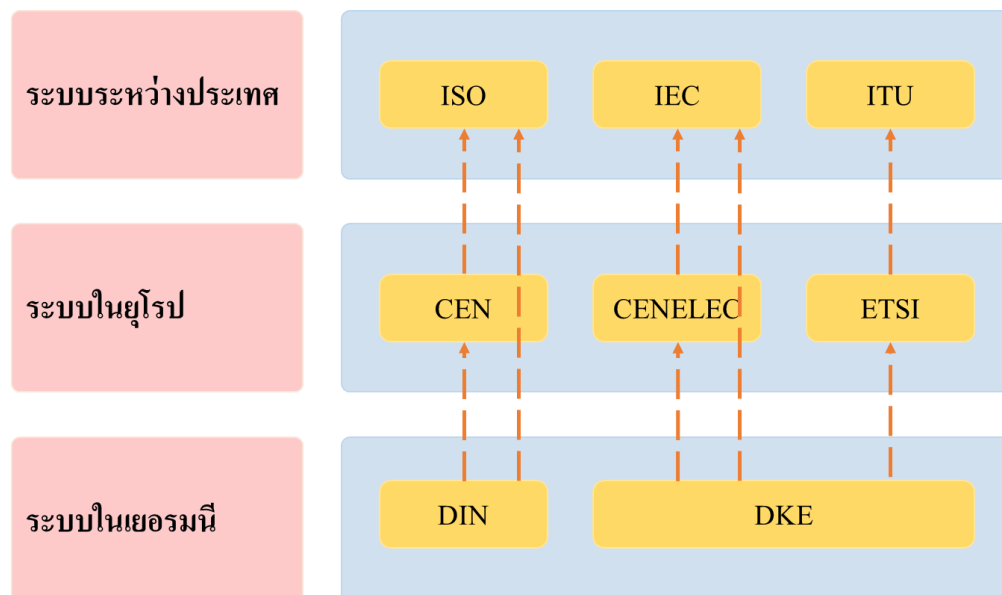 ระบบระหว่างประเทศ
ISO IEC ITU
ระบบในยุโรป
CEN CENELEC ETSI
ระบบในเยอรมนี
DIN DKE